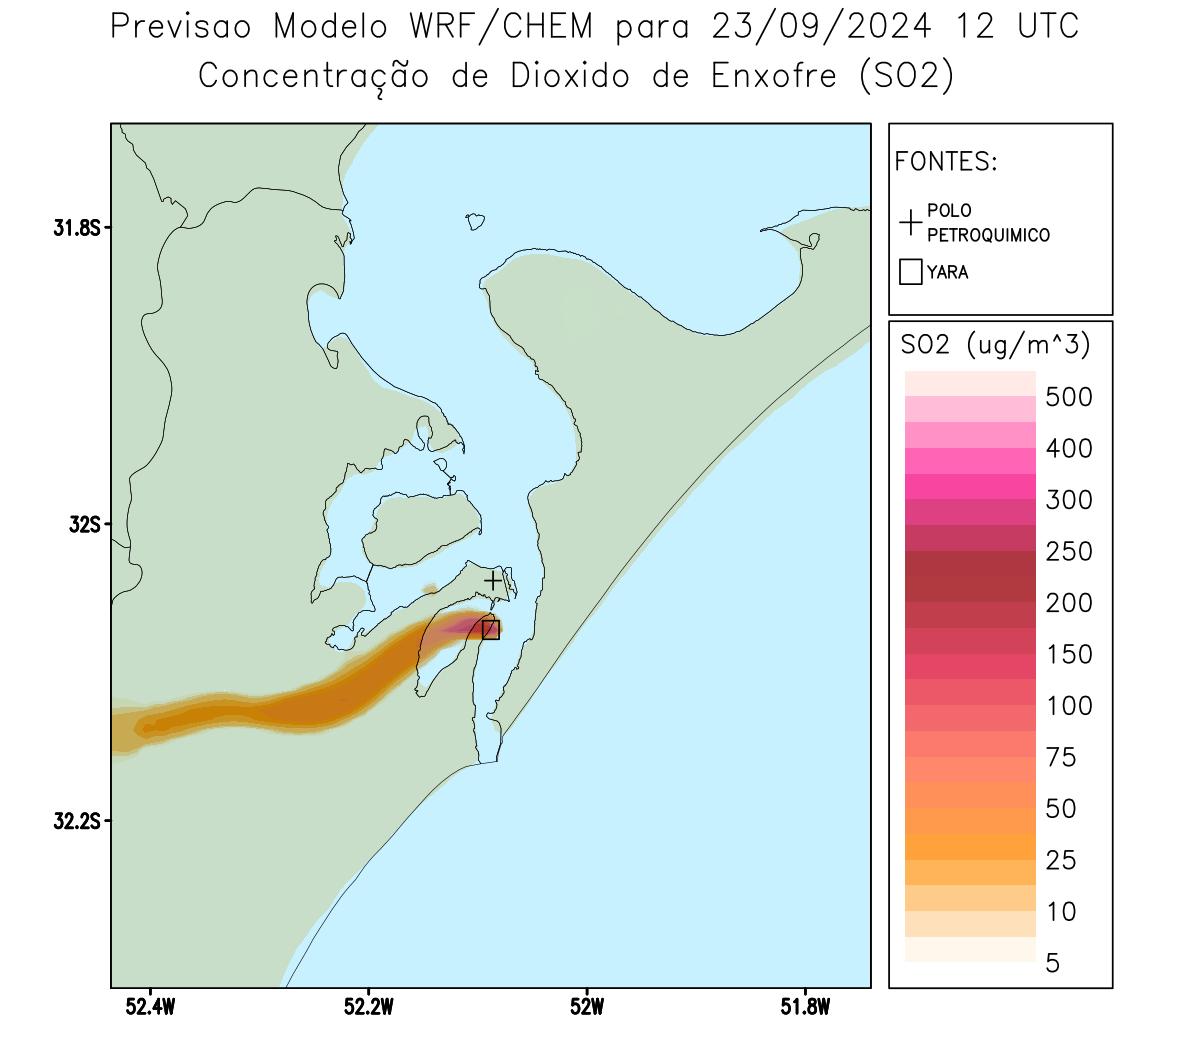 Previsao Modelo WRF/CHEM para 23/09/2024 12 UTC
Concentração de Dioxido de Enxofre (SO2)
FONTES:
POLO
PETROQUIMICO
YARA
SO2 (ug/m^3)
500
400
300
250
200
150
100
75
50
25
10
5
31.8S
32S
32.2S
52.4W
52.2W
52W
51.8W